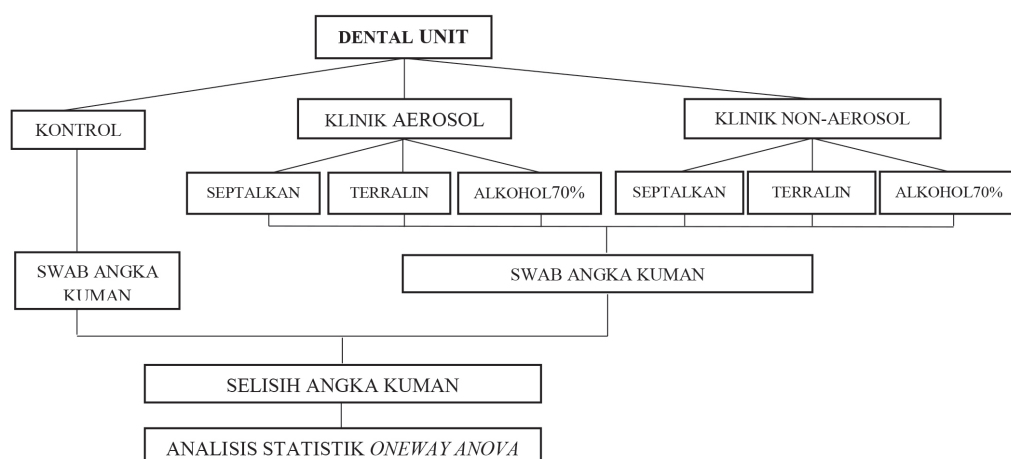 DENTAL UNIT
KONTROL
KLINIK AEROSOL
KLINIK NON-AEROSOL
SEPTALKAN
TERRALIN
ALKOHOL70%
SEPTALKAN
TERRALIN
ALKOHOL70%
SWAB ANGKA
KUMAN
SWAB ANGKA KUMAN
SELISIH ANGKA KUMAN
ANALISIS STATISTIK ONEWAY ANOVA